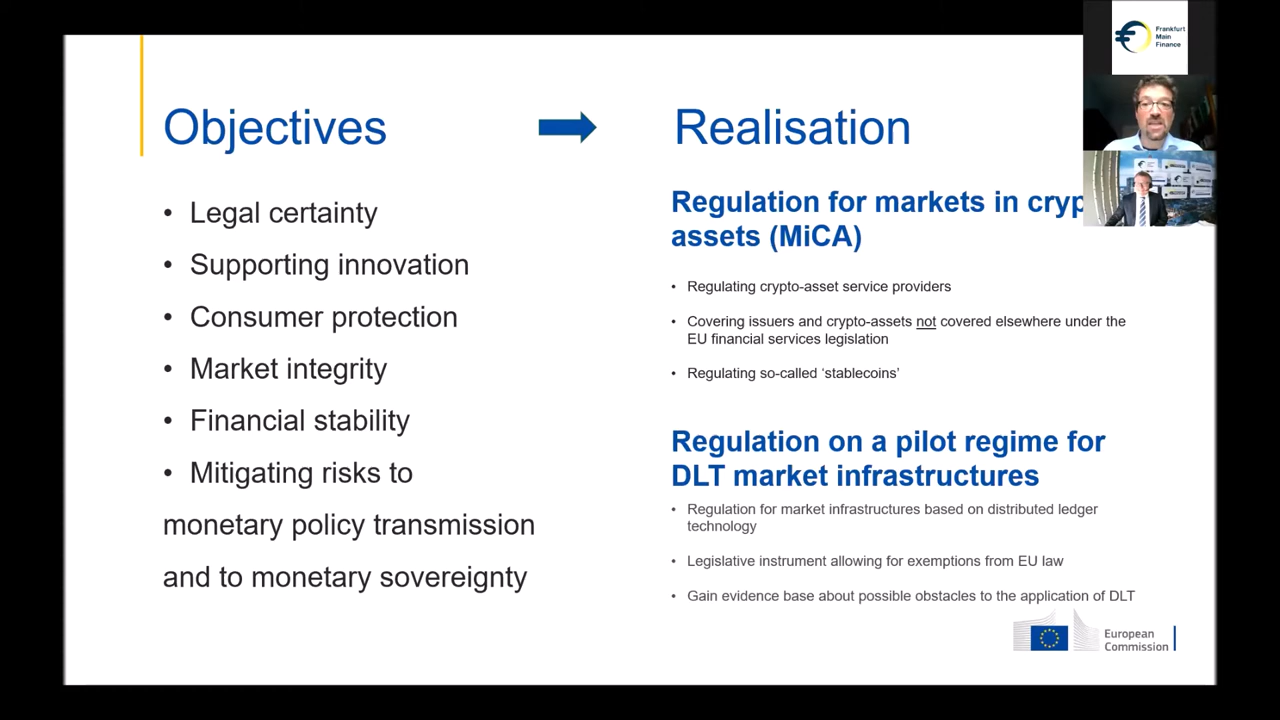 Frankfurt
Main
Finance
Objectives
Realisation
• Legal certainty
• Supporting innovation
• Consumer protection
• Market integrity
• Financial stability
• Mitigating risks to
monetary policy transmission
and to monetary sovereignty
Regulation for markets in cryp
assets (MiCA)
• Regulating crypto-asset service providers
• Covering issuers and crypto-assets not covered elsewhere under the
EU financial services legislation
• Regulating so-called ‘stablecoins’
Regulation on a pilot regime for
DLT market infrastructures
• Regulation for market infrastructures based on distributed ledger
technology
• Legislative instrument allowing for exemptions from EU law
• Gain evidence base about possible obstacles to the application of DLT
European
Commission